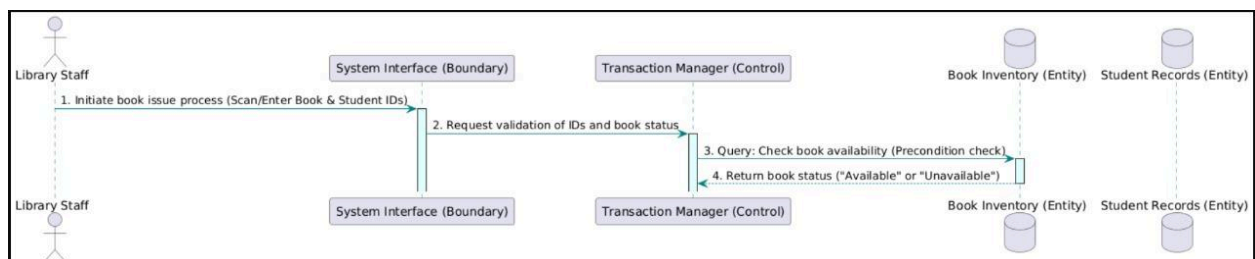 Library Staff
System Interface (Boundary)
Transaction Manager (Control)
Book Inventory (Entity)
Student Records (Entity)
1. Initiate book issue process (Scan/Enter Book & Student IDs)
2. Request validation of IDs and book status
3. Query: Check book availability (Precondition check)
4. Return book status ("Available" or "Unavailable")
Library Staff
System Interface (Boundary)
Transaction Manager (Control)
Book Inventory (Entity)
Student Records (Entity)